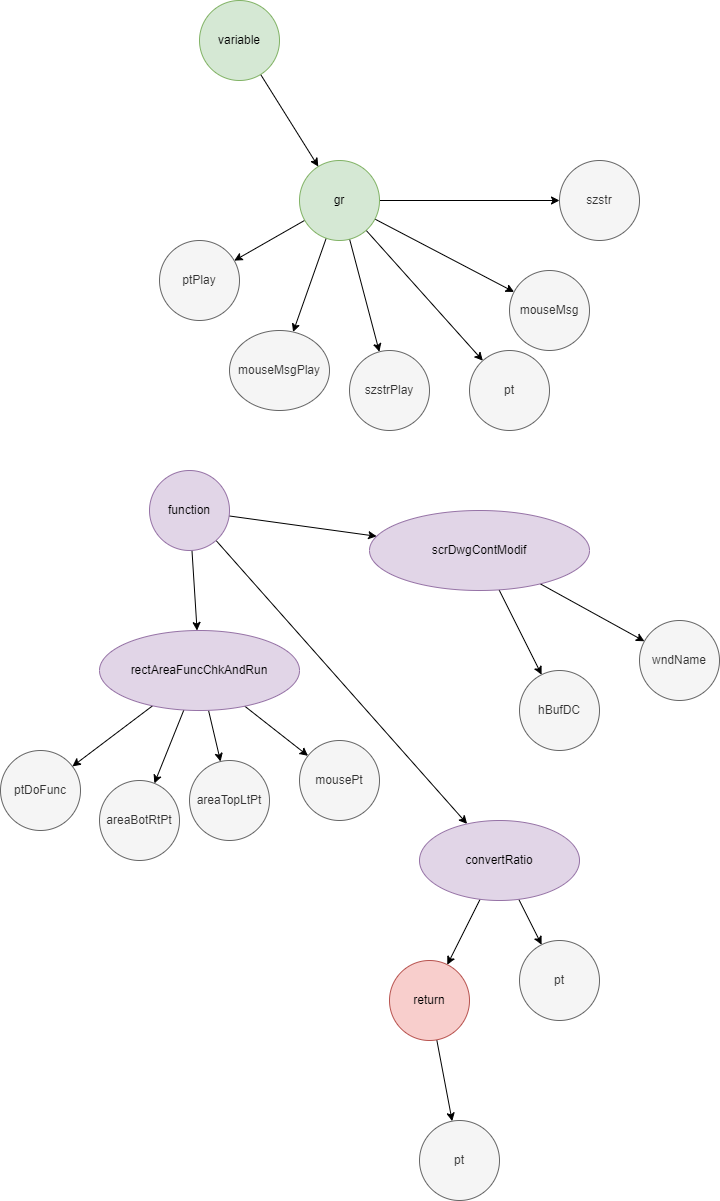 variable
gr
szstr
ptPlay
mouseMsg
mouseMsgPlay
szstrPlay
pt
function
scrDwgContModif
rectAreaFuncChkAndRun
wndName
hBufDC
mousePt
ptDoFunc
areaTopLtPt
areaBotRtPt
convertRatio
pt
return
pt